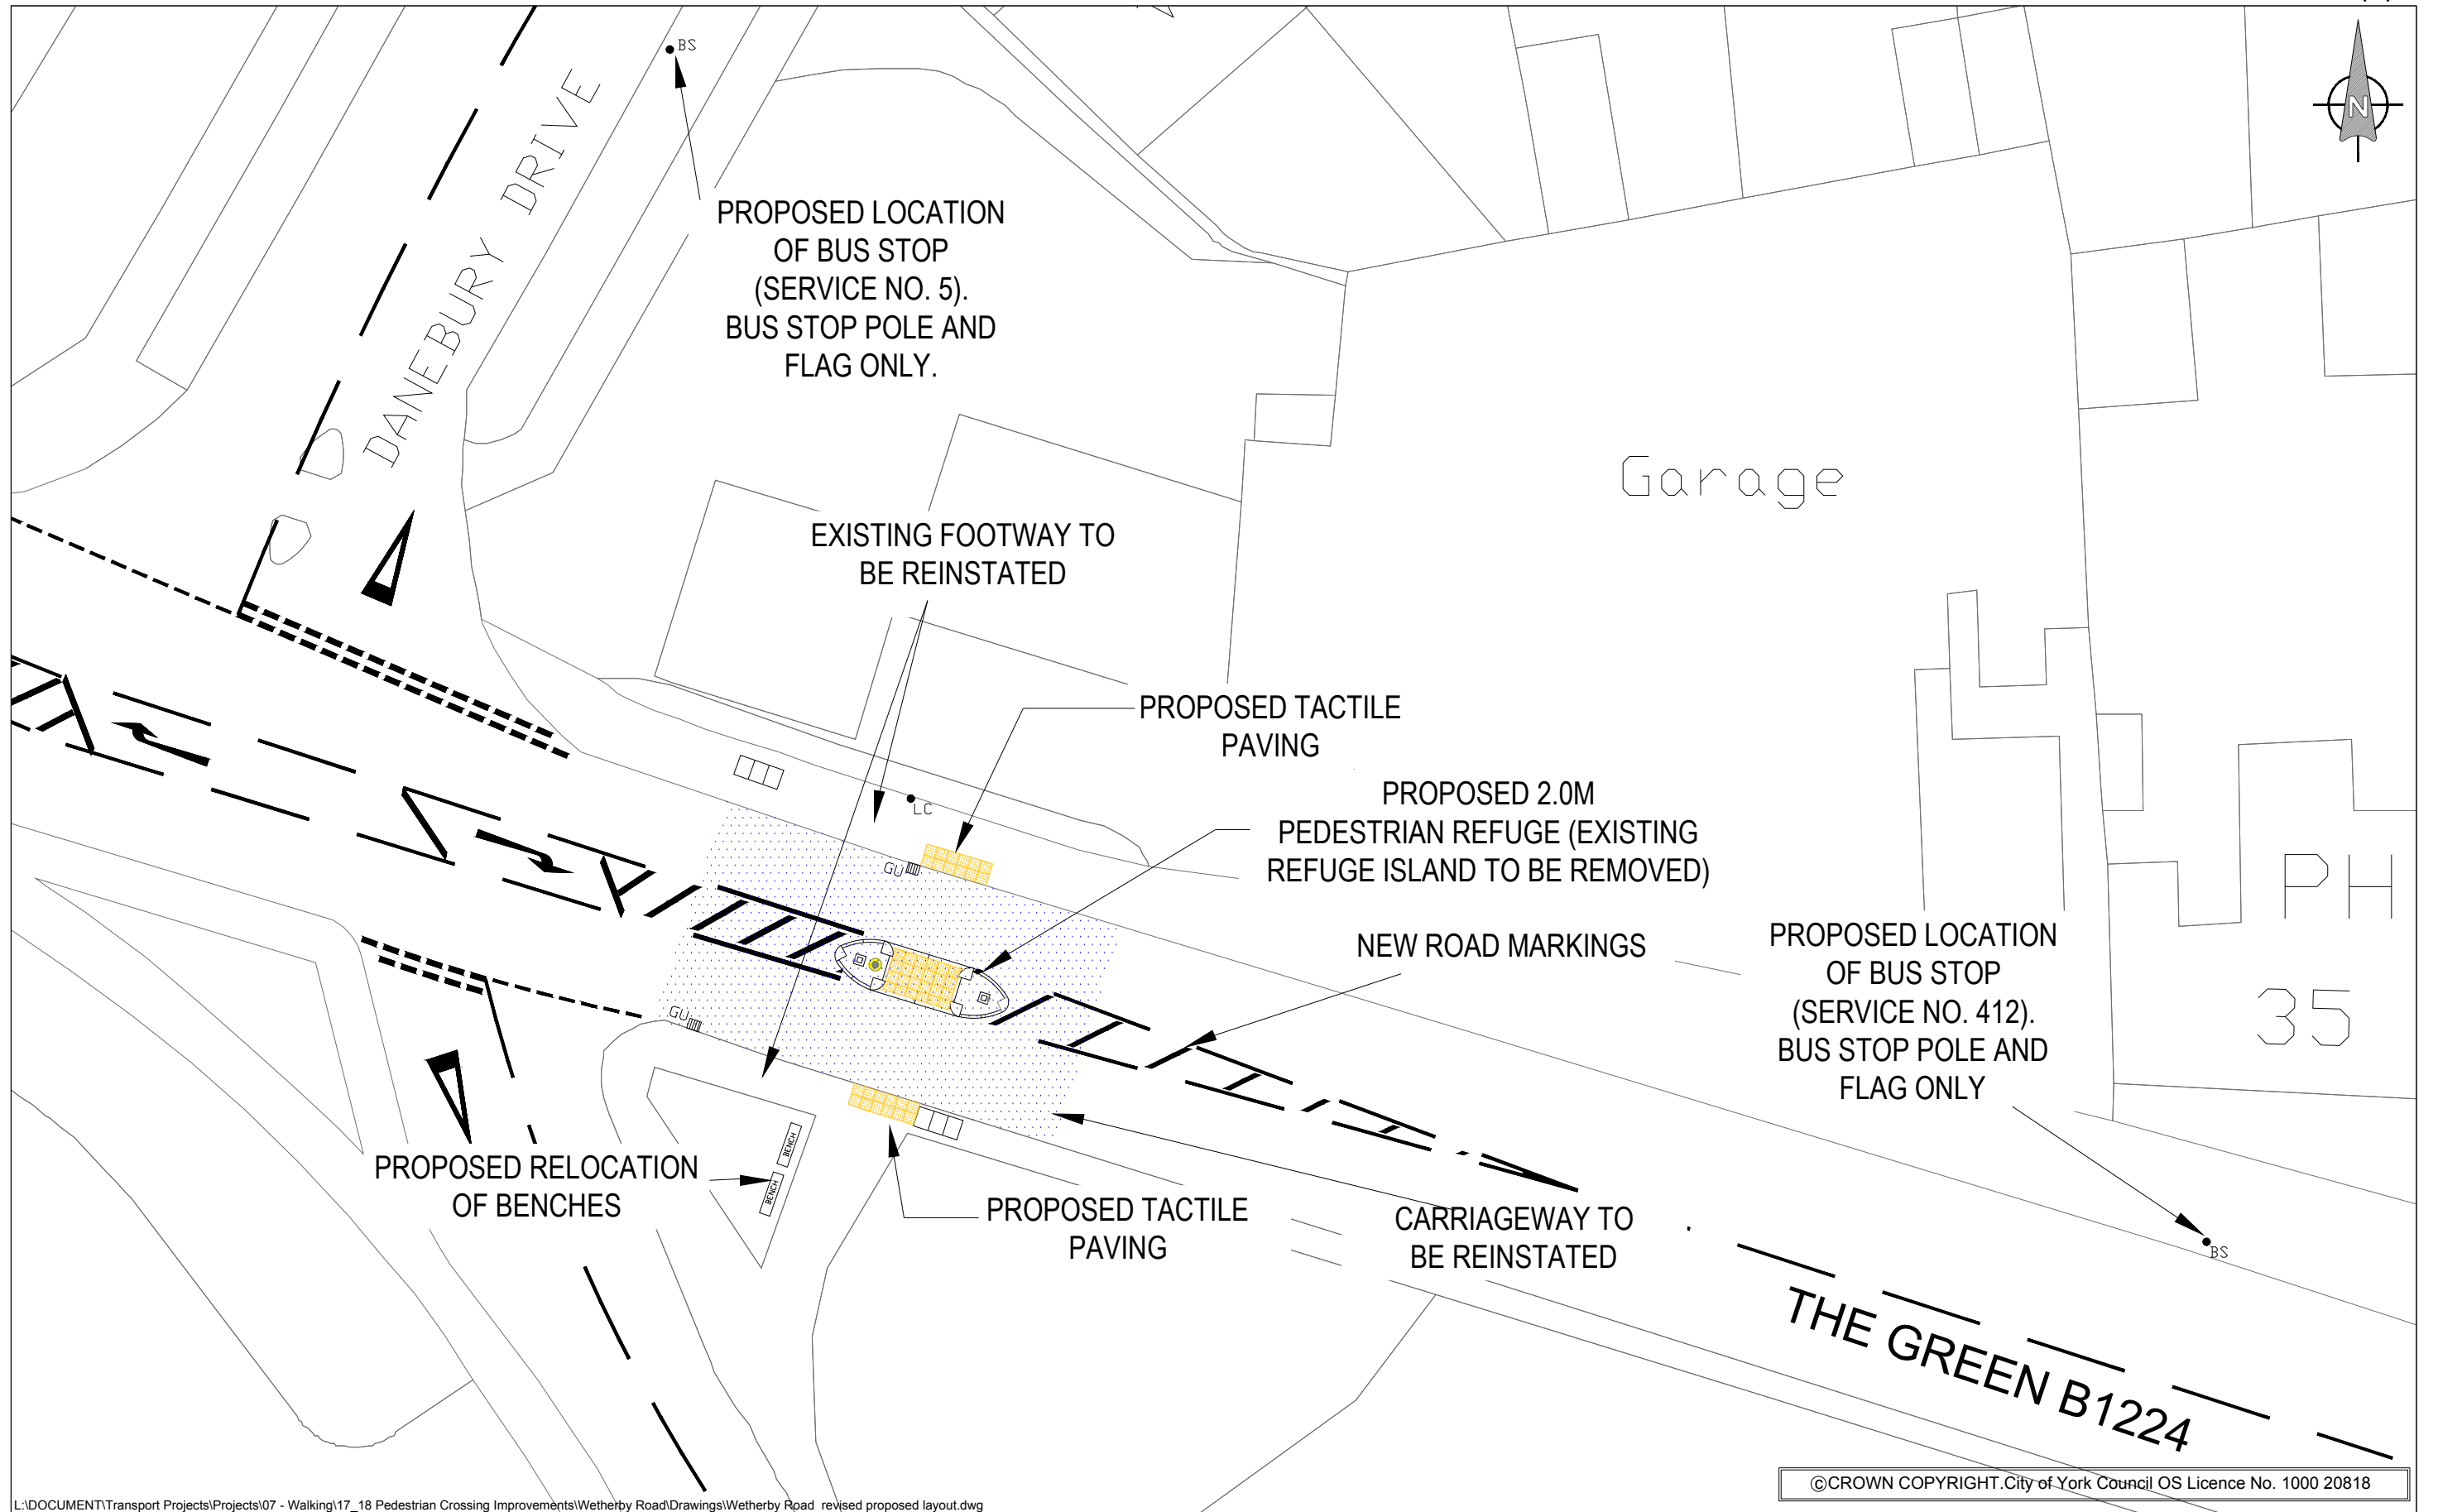 BS
N
DANEBURY DRIVE
PROPOSED LOCATION
OF BUS STOP
(SERVICE NO. 5).
BUS STOP POLE AND
FLAG ONLY.
Garage
EXISTING FOOTWAY TO
BE REINSTATED
PROPOSED TACTILE
PAVING
LC
GU
PROPOSED 2.0M
PEDESTRIAN REFUGE (EXISTING
REFUGE ISLAND TO BE REMOVED)
NEW ROAD MARKINGS
PH
35
PROPOSED LOCATION
OF BUS STOP
(SERVICE NO. 412).
BUS STOP POLE AND
FLAG ONLY
GU
BENCH
BENCH
PROPOSED RELOCATION
OF BENCHES
PROPOSED TACTILE
PAVING
CARRIAGEWAY TO
BE REINSTATED
BS
THE GREEN B1224
©CROWN COPYRIGHT.City of York Council OS Licence No. 1000 20818
L:\DOCUMENT\Transport Projects\Projects\07 - Walking\17_18 Pedestrian Crossing Improvements\Wetherby Road\Drawings\Wetherby Road  revised proposed layout.dwg